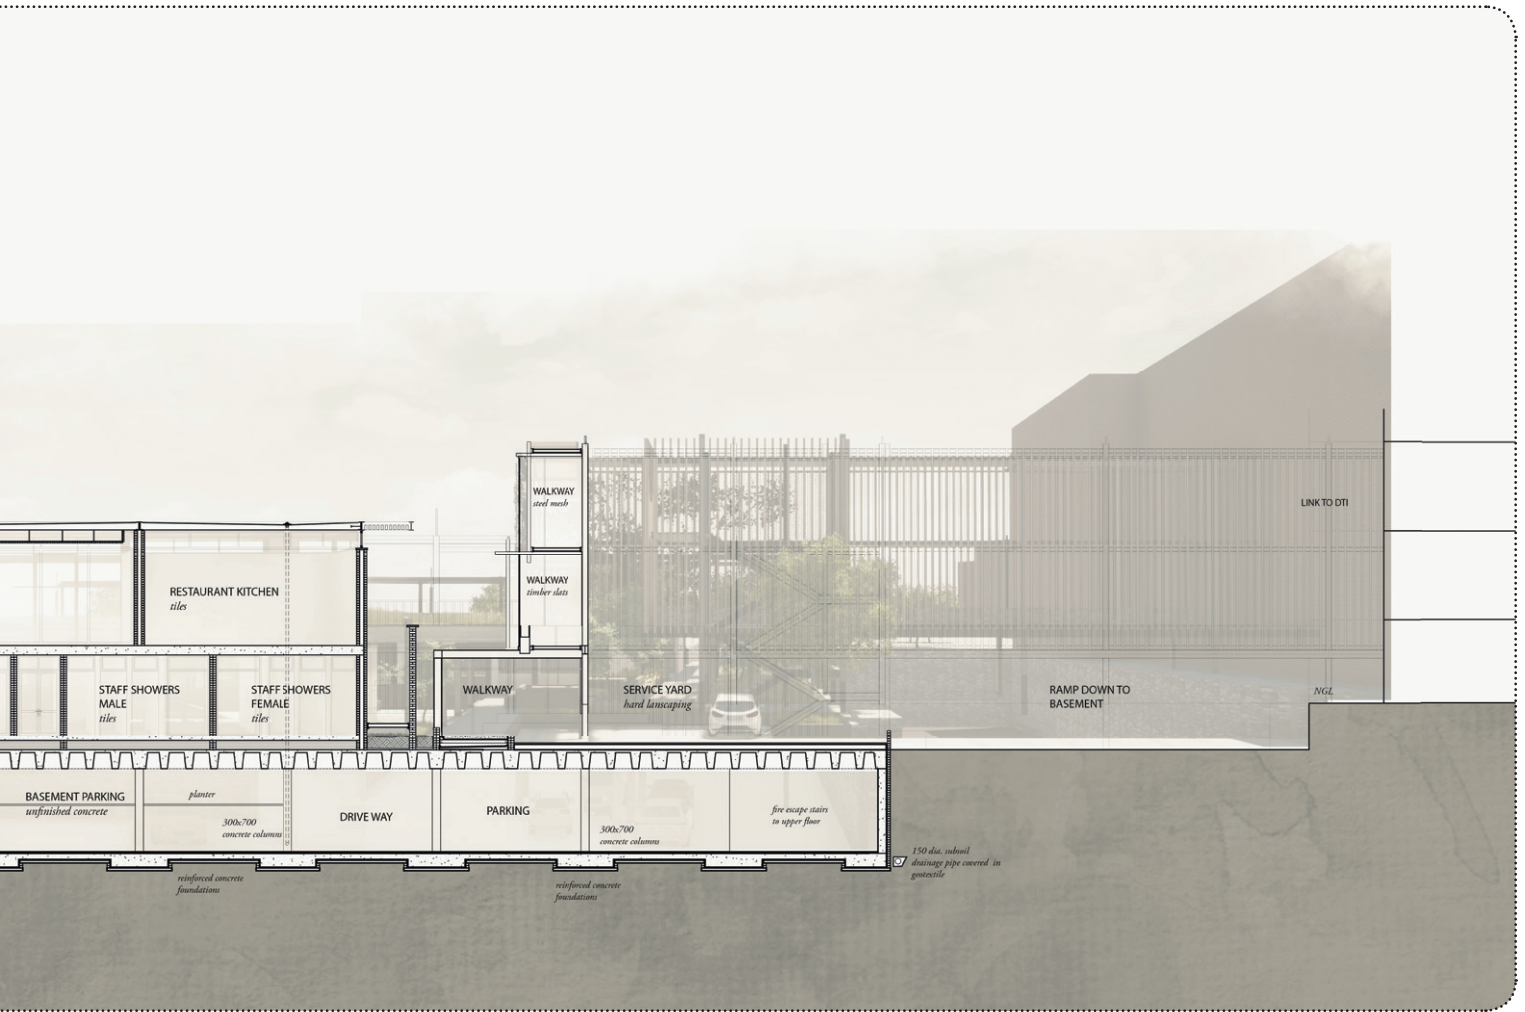 WALKWAY
steel mesh
LINK TO DTI
WALKWAY
timber slats
RESTAURANT KITCHEN
tiles
STAFF SHOWERS
MALE
tiles
STAFF SHOWERS
FEMALE
tiles
WALKWAY
SERVICE YARD
hard lanscaping
RAMP DOWN TO
BASEMENT
NGL
BASEMENT PARKING
unfinished concrete
planter
300x700
concrete columns
DRIVE WAY
PARKING
300x700
concrete columns
fire escape stairs
to upper floor
150 dia. subsoil
drainage pipe covered in
geotextile
reinforced concrete
foundations
reinforced concrete
foundations